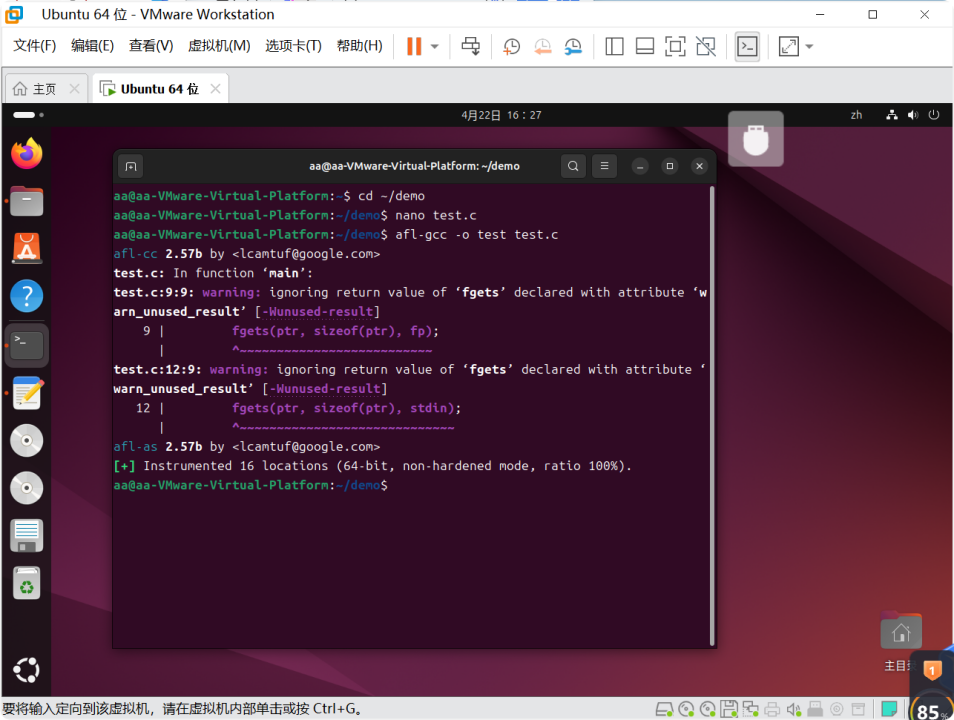 Ubuntu 64 位 - VMware Workstation
文件(F) 编辑(E) 查看(V) 虚拟机(M) 选项卡(T) 帮助(H)
主页 Ubuntu 64 位
4月22日 16：27 zh
aa@aa-VMware-Virtual-Platform: ~/demo
aa@aa-VMware-Virtual-Platform:~$ cd ~/demo
aa@aa-VMware-Virtual-Platform:~/demo$ nano test.c
aa@aa-VMware-Virtual-Platform:~/demo$ afl-gcc -o test test.c
afl-cc 2.57b by <lcamtuf@google.com>
test.c: In function ‘main’:
test.c:9:9: warning: ignoring return value of ‘fgets’ declared with attribute ‘w
arn_unused_result’ [-Wunused-result]
    9 |         fgets(ptr, sizeof(ptr), fp);
      |         ^~~~~~~~~~~~~~~~~~~~~~~~~~~
test.c:12:9: warning: ignoring return value of ‘fgets’ declared with attribute ‘
warn_unused_result’ [-Wunused-result]
   12 |         fgets(ptr, sizeof(ptr), stdin);
      |         ^~~~~~~~~~~~~~~~~~~~~~~~~~~~~~
afl-as 2.57b by <lcamtuf@google.com>
[+] Instrumented 16 locations (64-bit, non-hardened mode, ratio 100%).
aa@aa-VMware-Virtual-Platform:~/demo$
主目
1
85%
要将输入定向到该虚拟机，请在虚拟机内部单击或按 Ctrl+G。